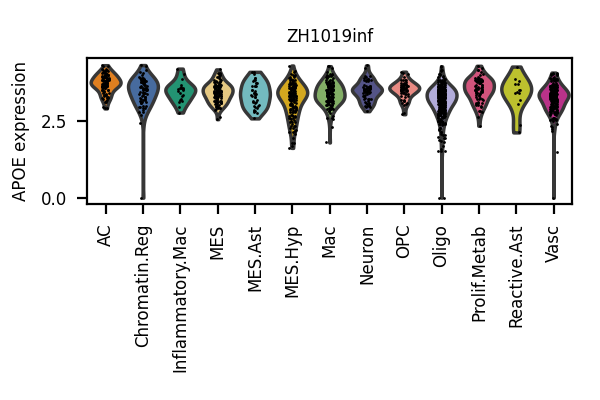 ZH1019inf
APOE expression
2.5
0.0
AC
Chromatin.Reg
Inflammatory.Mac
MES
MES.Ast
MES.Hyp
Mac
Neuron
OPC
Oligo
Prolif.Metab
Reactive.Ast
Vasc